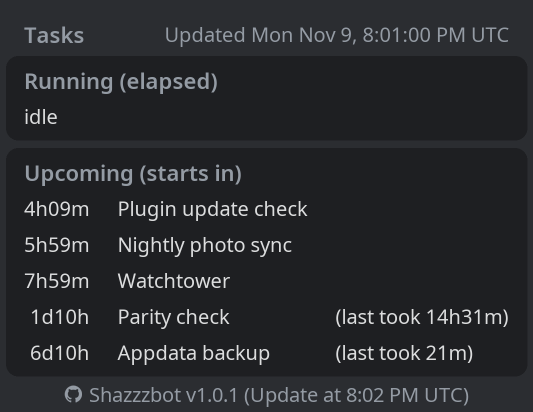 Tasks Updated Mon Nov 9, 8:01:00 PM UTC
Running (elapsed)
idle
Upcoming (starts in)
4h09m Plugin update check
5h59m Nightly photo sync
7h59m Watchtower
1d10h Parity check (last took 14h31m)
6d10h Appdata backup (last took 21m)
Shazzzbot v1.0.1 (Update at 8:02 PM UTC)